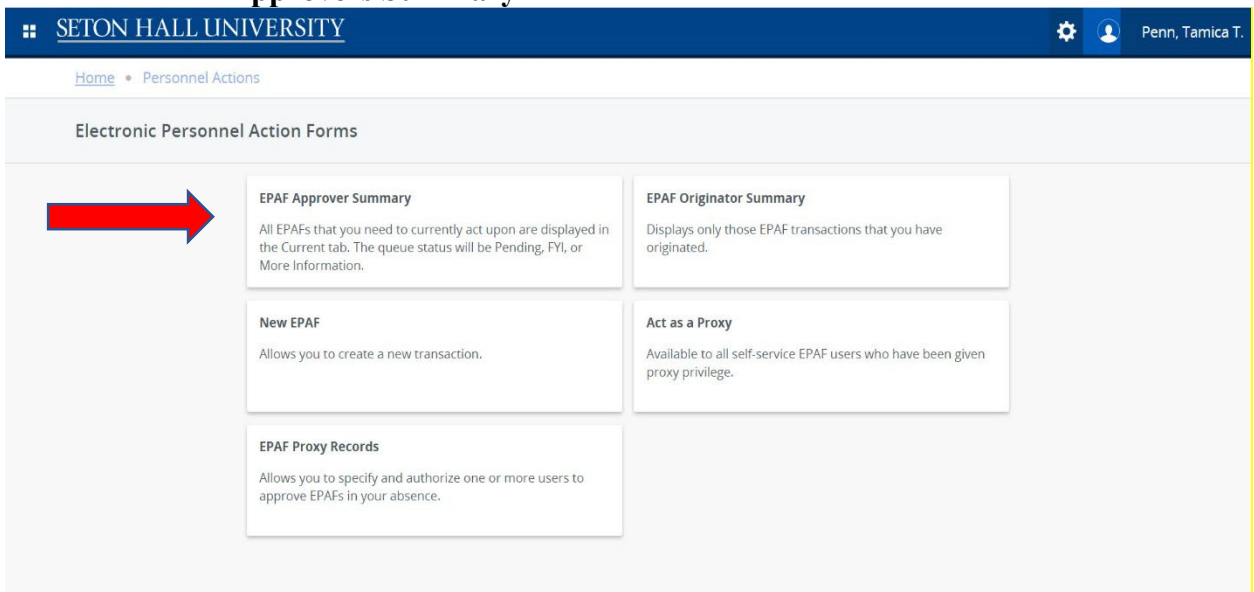 SETON HALL UNIVERSITY
Penn, Tamica T.
Home • Personnel Actions
Electronic Personnel Action Forms
EPAF Approver Summary
All EPAFs that you need to currently act upon are displayed in
the Current tab. The queue status will be Pending, FYI, or
More Information.
EPAF Originator Summary
Displays only those EPAF transactions that you have
originated.
New EPAF
Allows you to create a new transaction.
Act as a Proxy
Available to all self-service EPAF users who have been given
proxy privilege.
EPAF Proxy Records
Allows you to specify and authorize one or more users to
approve EPAFs in your absence.